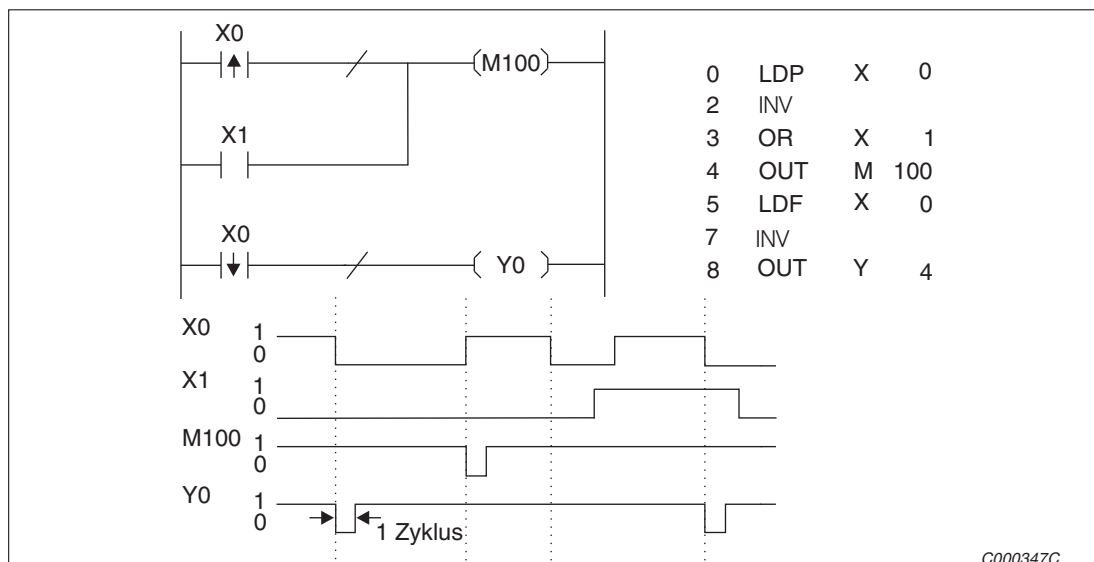 X0
M100
X1
X0
Y0
0 LDP X 0
2 INV
3 OR X 1
4 OUT M 100
5 LDF X 0
7 INV
8 OUT Y 4
X0 1
0
X1 1
0
M100 1
0
Y0 1
0
1 Zyklus
C000347C